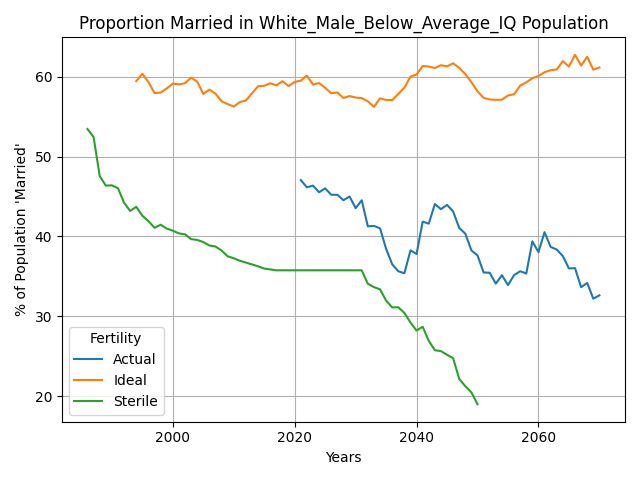 Proportion Married in White_Male_Below_Average_IQ Population
% of Population 'Married'
60
50
40
30
20
Fertility
Actual
Ideal
Sterile
2000 2020 2040 2060
Years